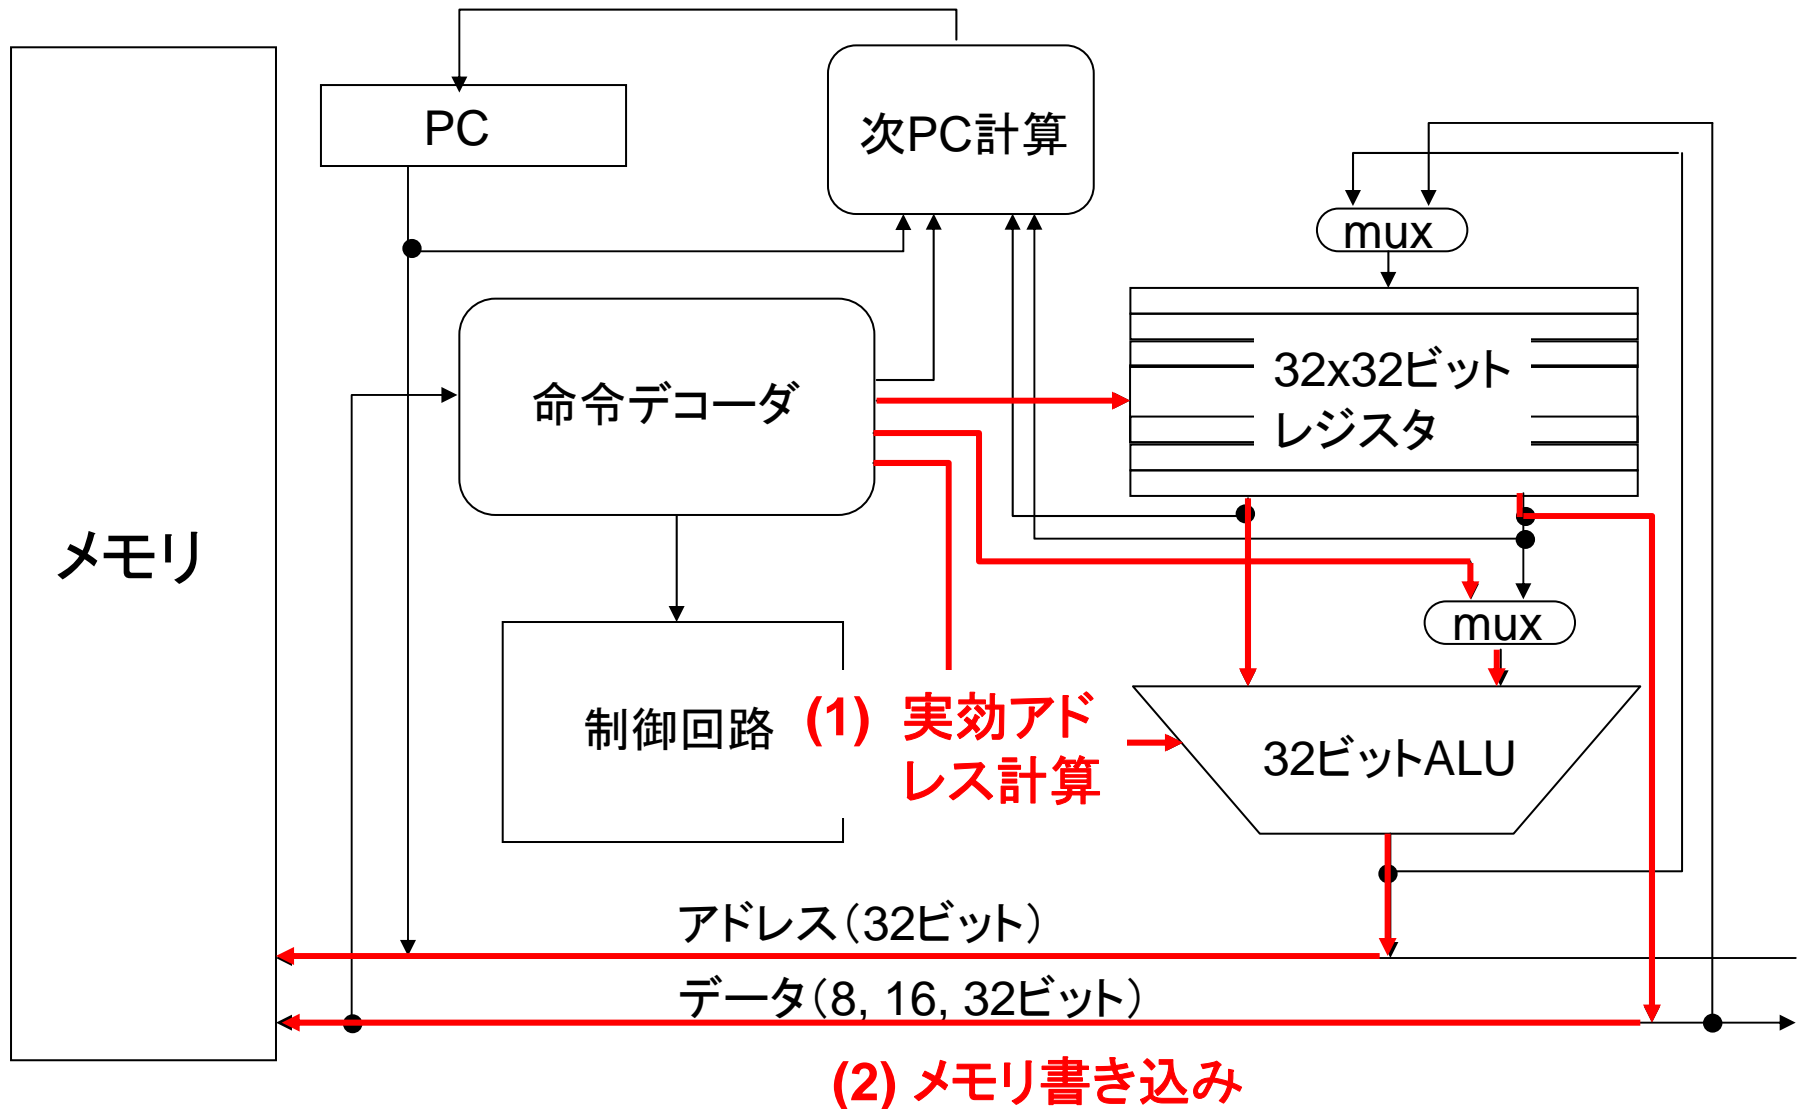 PC
次PC計算
mux
命令デコーダ
32x32ビット
レジスタ
メモリ
mux
制御回路
(1) 実効アド
レス計算
32ビットALU
アドレス（32ビット）
データ（8, 16, 32ビット）
(2) メモリ書き込み